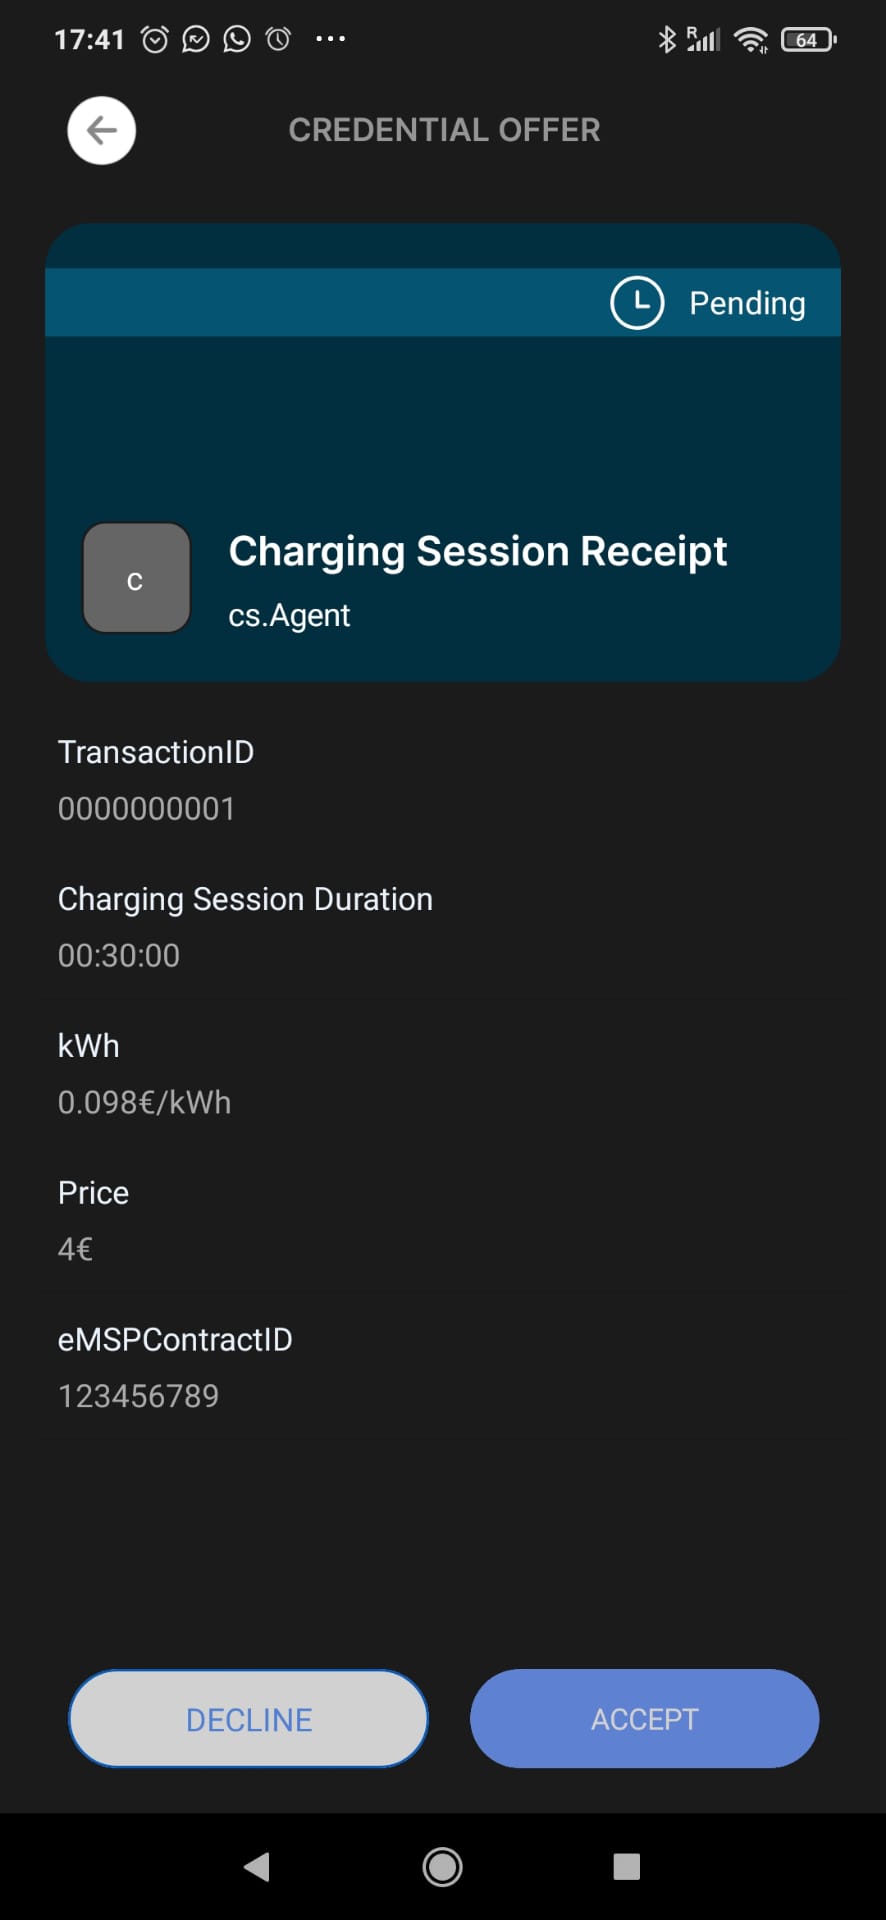 17:41 ... R 64
CREDENTIAL OFFER
Pending
C
Charging Session Receipt
cs.Agent
TransactionID
0000000001
Charging Session Duration
00:30:00
kWh
0.098€/kWh
Price
4€
eMSPContractID
123456789
DECLINE
ACCEPT